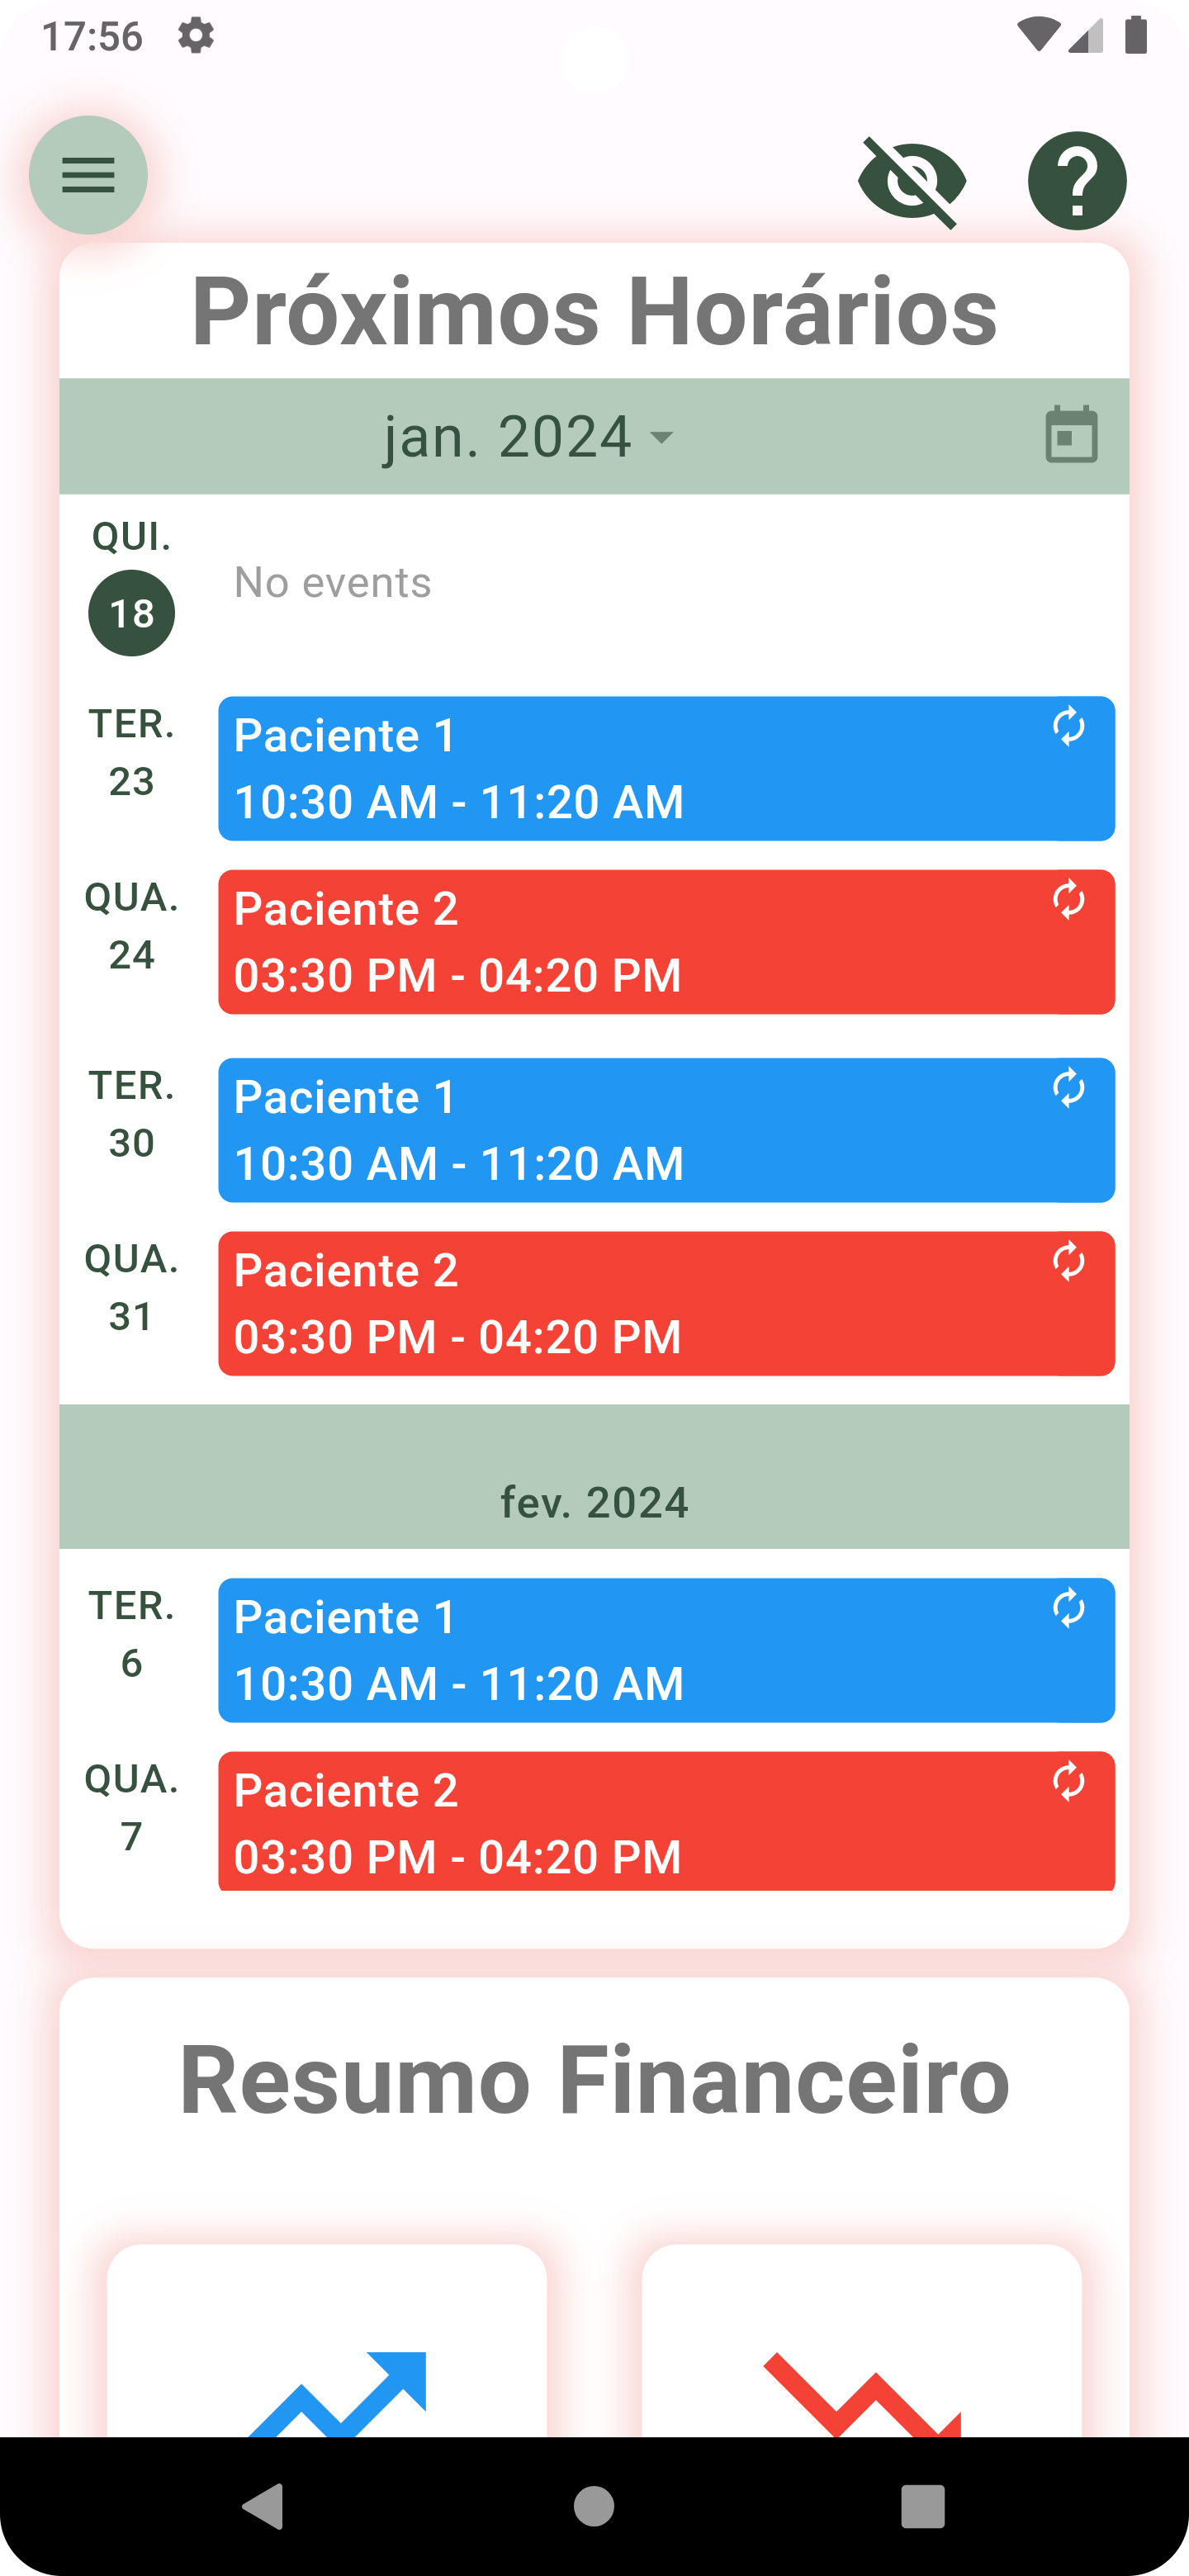 17:56
Próximos Horários
jan. 2024
QUI.
18
No events
TER.
23
Paciente 1
10:30 AM - 11:20 AM
QUA.
24
Paciente 2
03:30 PM - 04:20 PM
TER.
30
Paciente 1
10:30 AM - 11:20 AM
QUA.
31
Paciente 2
03:30 PM - 04:20 PM
fev. 2024
TER.
6
Paciente 1
10:30 AM - 11:20 AM
QUA.
7
Paciente 2
03:30 PM - 04:20 PM
Resumo Financeiro